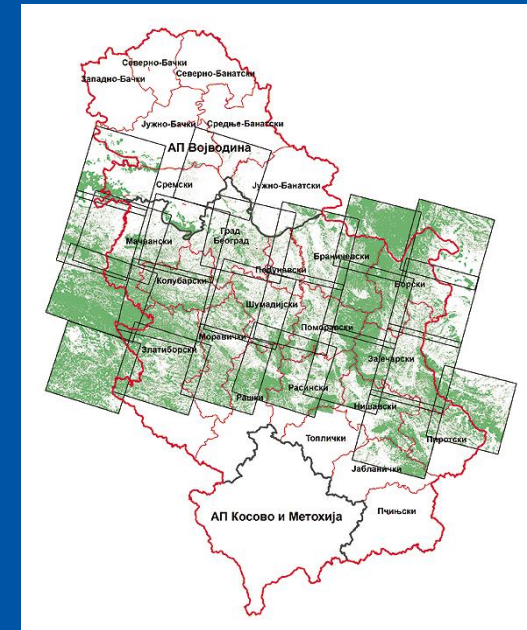 Северно-Бачки
Западно-Бачки
Северно-Банатски
Јужно-Бачки
Средње-Банатски
АП Војводина
Сремски
Јужно-Банатски
Град
Београд
Мачвански
Браничевски
Подунавски
Колубарски
Борски
Шумадијски
Поморавски
Моравички
Златиборски
Зајечарски
Расински
Рашки
Нишавски
Топлички
Пиротски
Јабланички
АП Косово и Метохија
Пчињски